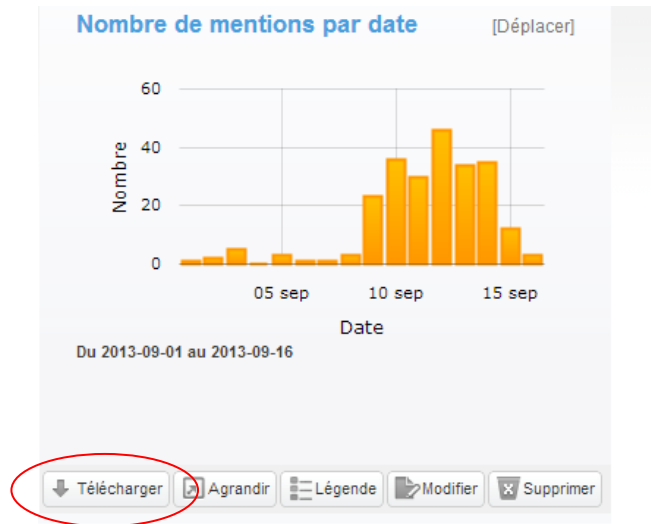 Nombre de mentions par date [Déplacer]
60
40
20
0
Nombre
05 sep 10 sep 15 sep
Date
Du 2013-09-01 au 2013-09-16
Télécharger Agrandir Légende Modifier Supprimer